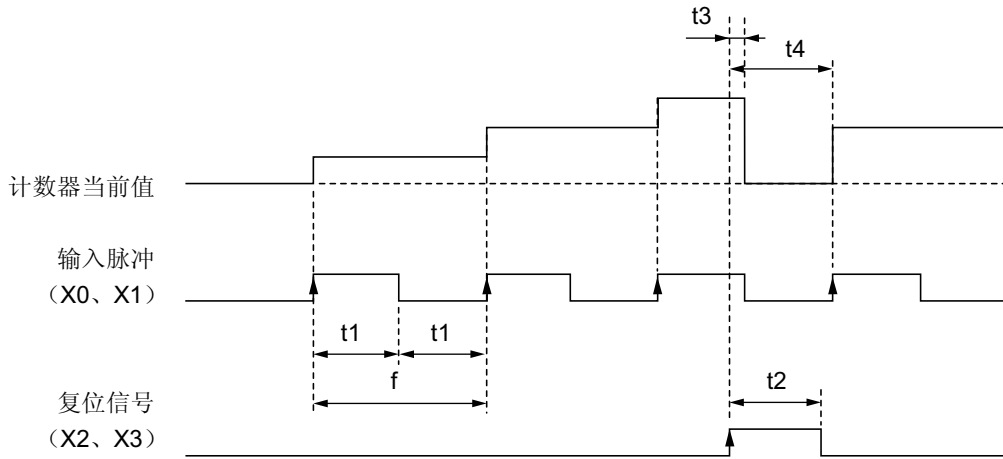 t3
t4
计数器当前值
输入脉冲
（X0、X1）
t1
t1
f
t2
复位信号
（X2、X3）